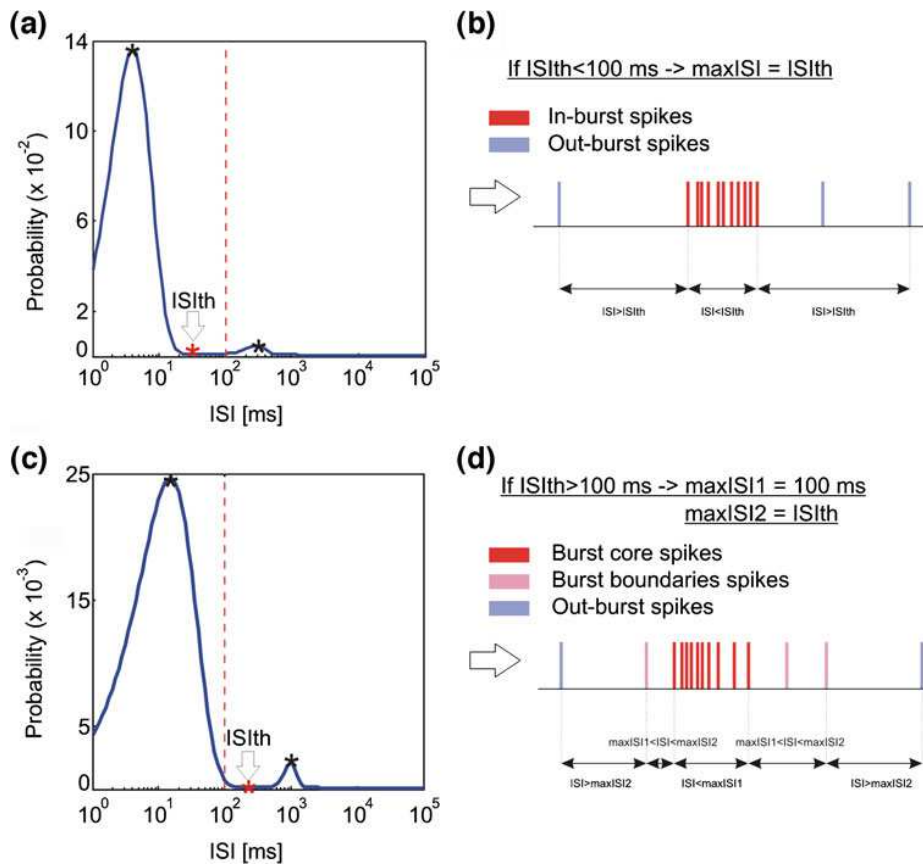 (a)
14
10
6
2
0
Probability (x 10⁻²)
ISIth
10⁰
10¹
10²
10³
10⁴
10⁵
ISI [ms]
(b)
If ISIth<100 ms -> maxISI = ISIth
In-burst spikes
Out-burst spikes
ISI>ISIth
ISI<ISIth
ISI>ISIth
(c)
25
15
5
0
Probability (x 10⁻³)
ISIth
10⁰
10¹
10²
10³
10⁴
10⁵
ISI [ms]
(d)
If ISIth>100 ms -> maxISI1 = 100 ms
maxISI2 = ISIth
Burst core spikes
Burst boundaries spikes
Out-burst spikes
maxISI1<ISI<maxISI2
maxISI1<ISI<maxISI2
ISI>maxISI2
ISI<maxISI1
ISI>maxISI2